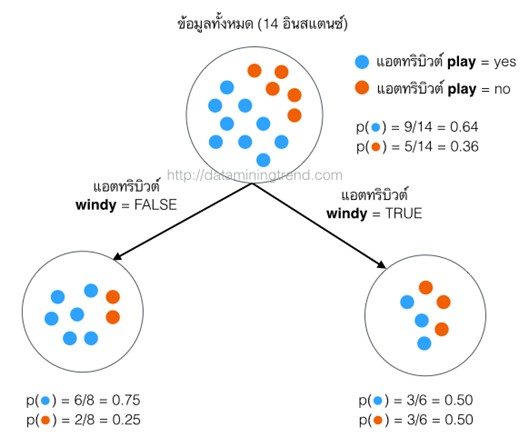 ข้อมูลทั้งหมด (14 อินสแตนซ์)
แอตทริบิวต์ play = yes
แอตทริบิวต์ play = no
p( ) = 9/14 = 0.64
p( ) = 5/14 = 0.36
http://dataminingtrend.com
แอตทริบิวต์
windy = FALSE
แอตทริบิวต์
windy = TRUE
p( ) = 6/8 = 0.75
p( ) = 2/8 = 0.25
p( ) = 3/6 = 0.50
p( ) = 3/6 = 0.50